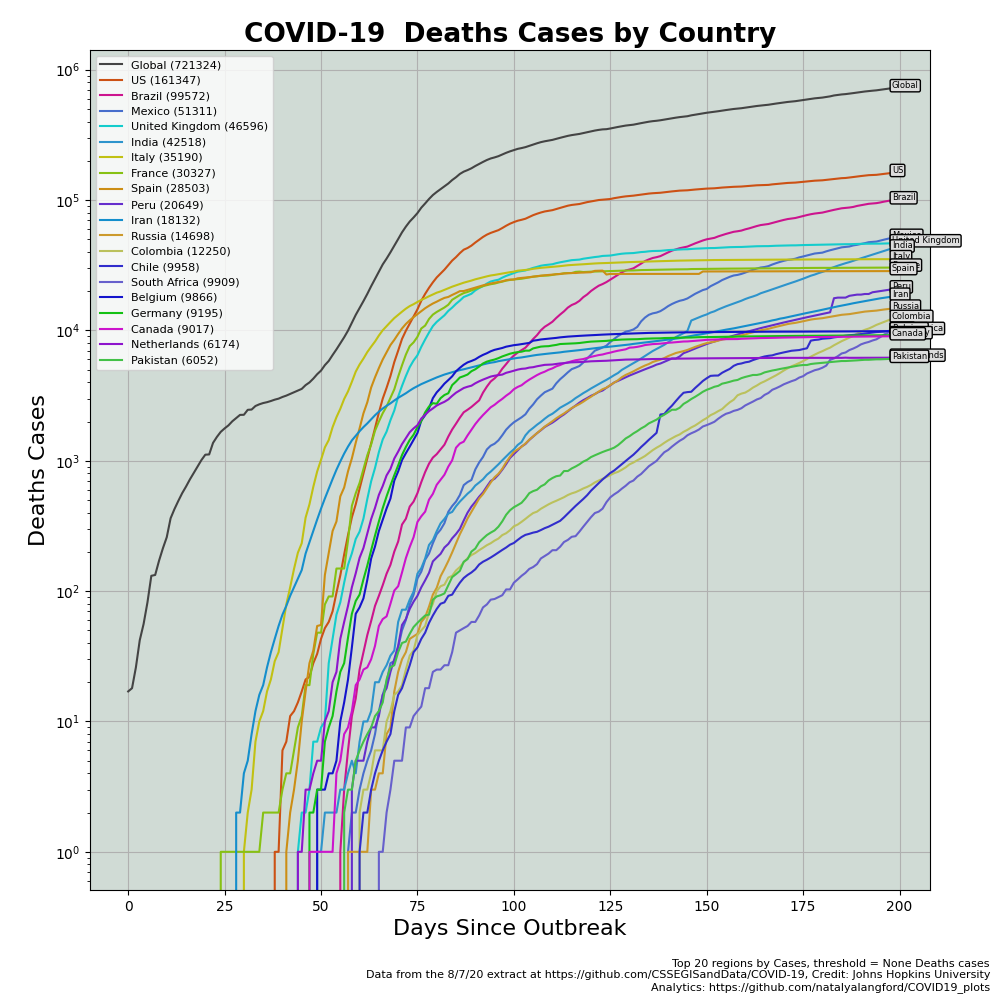 COVID-19  Deaths Cases by Country
Global (721324)
US (161347)
Brazil (99572)
Mexico (51311)
United Kingdom (46596)
India (42518)
Italy (35190)
France (30327)
Spain (28503)
Peru (20649)
Iran (18132)
Russia (14698)
Colombia (12250)
Chile (9958)
South Africa (9909)
Belgium (9866)
Germany (9195)
Canada (9017)
Netherlands (6174)
Pakistan (6052)
10^6
10^5
10^4
10^3
10^2
10^1
10^0
Deaths Cases
Global
US
Brazil
United Kingdom
India
Italy
Spain
Peru
Iran
Russia
Colombia
Canada
Pakistan
0 25 50 75 100 125 150 175 200
Days Since Outbreak
Top 20 regions by Cases, threshold = None Deaths cases
Data from the 8/7/20 extract at https://github.com/CSSEGISandData/COVID-19, Credit: Johns Hopkins University
Analytics: https://github.com/natalyalangford/COVID19_plots